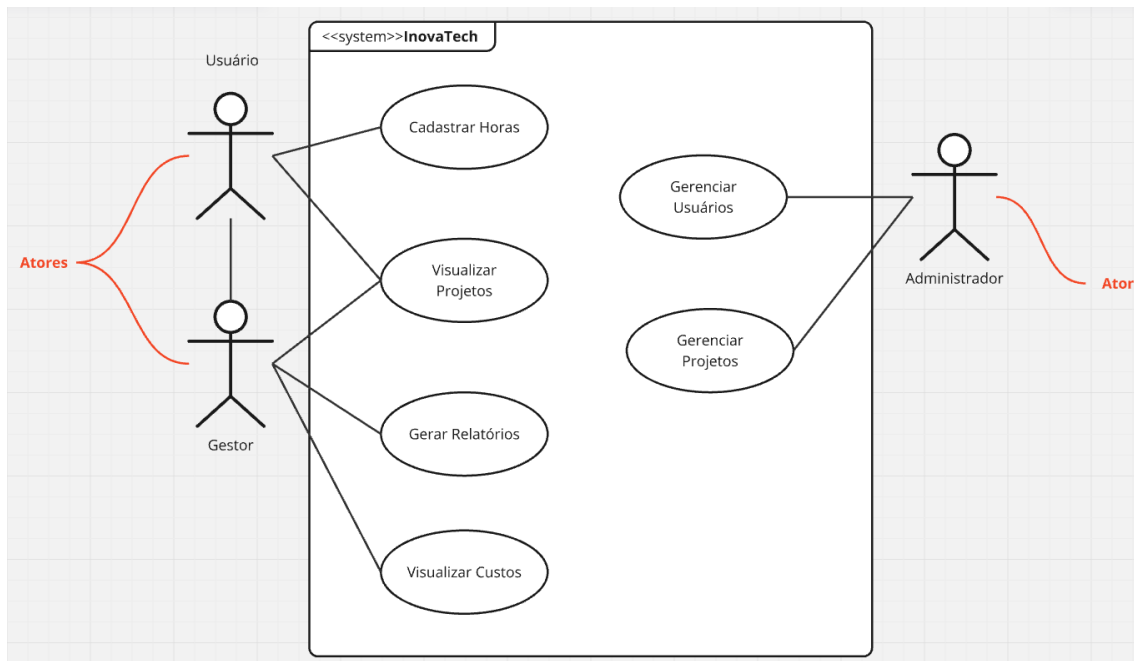 <<system>>InovaTech
Usuário
Cadastrar Horas
Gerenciar
Usuários
Atores
Visualizar
Projetos
Administrador
Ator
Gerenciar
Projetos
Gestor
Gerar Relatórios
Visualizar Custos